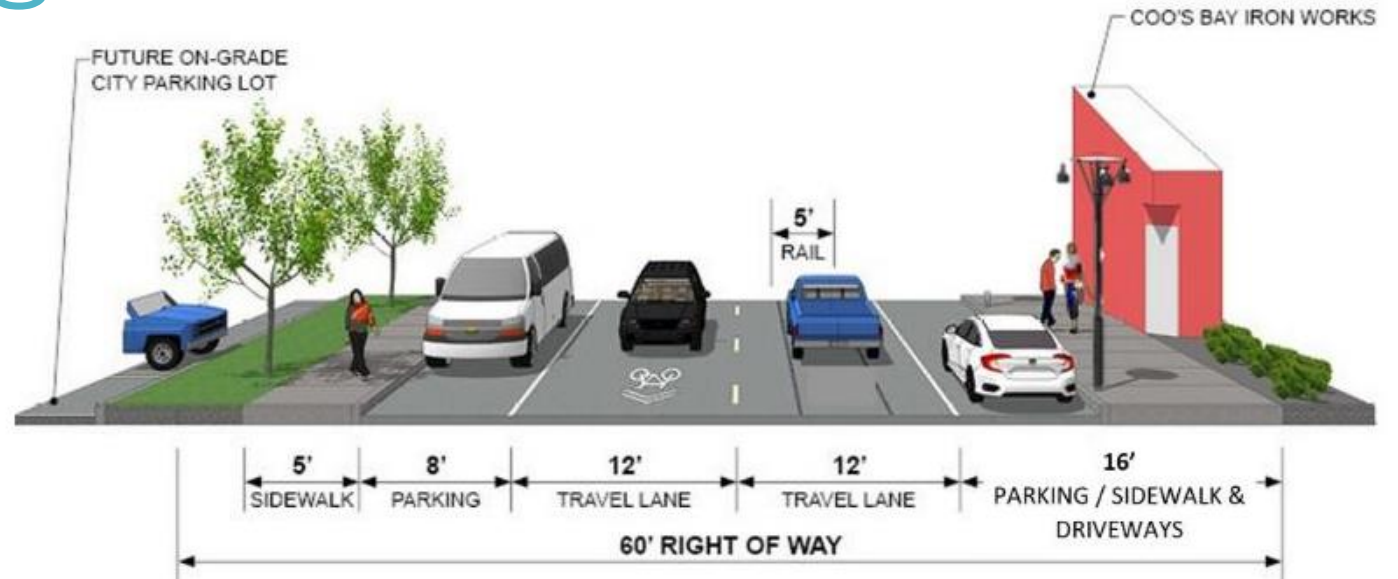 COO'S BAY IRON WORKS
FUTURE ON-GRADE
CITY PARKING LOT
5'
RAIL
5'
SIDEWALK
8'
PARKING
12'
TRAVEL LANE
12'
TRAVEL LANE
16'
PARKING / SIDEWALK &
DRIVEWAYS
60' RIGHT OF WAY